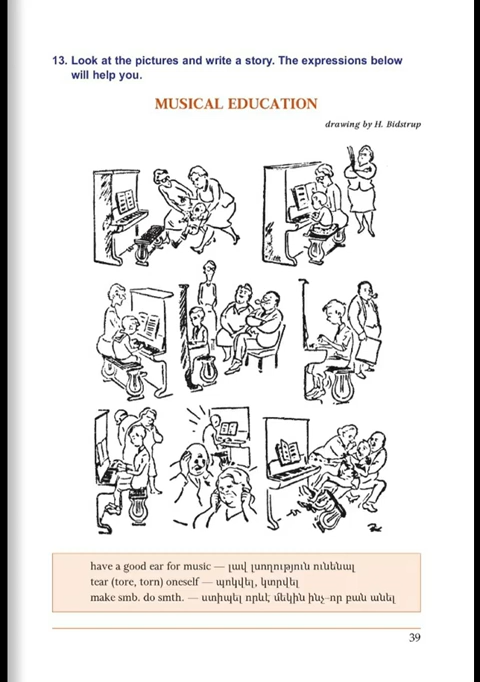 13. Look at the pictures and write a story. The expressions below
will help you.
MUSICAL EDUCATION
drawing by H. Bidstrup
have a good ear for music — լավ լսողություն ունենալ
tear (tore, torn) oneself — պոկվել, կտրվել
make smb. do smth. — ստիպել որևէ մեկին ինչ-որ բան անել
39